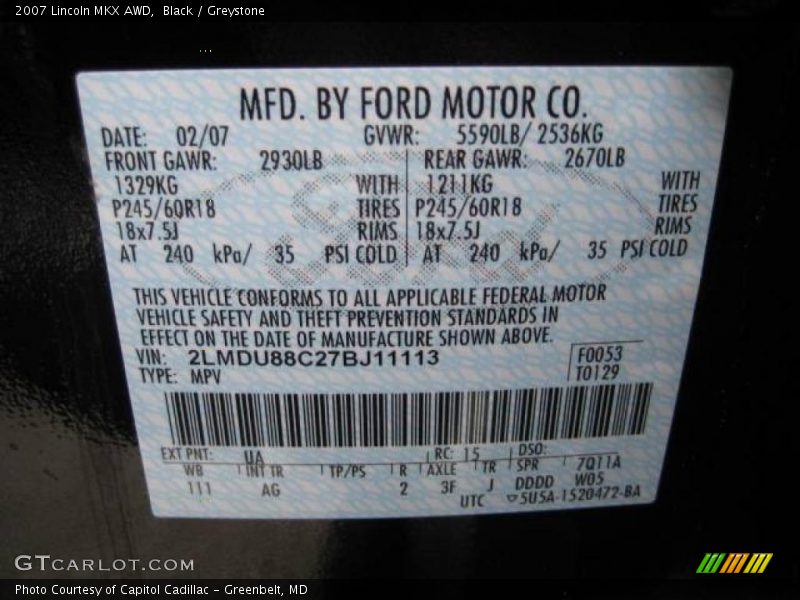 2007 Lincoln MKX AWD, Black / Greystone
...
MFD. BY FORD MOTOR CO.
DATE: 02/07 GVWR: 5590LB/ 2536KG
FRONT GAWR: 2930LB REAR GAWR: 2670LB
1329KG WITH 1211KG WITH
P245/60R18 TIRES P245/60R18 TIRES
18x7.5J RIMS 18x7.5J RIMS
AT 240 kPa/ 35 PSI COLD AT 240 kPa/ 35 PSI COLD
THIS VEHICLE CONFORMS TO ALL APPLICABLE FEDERAL MOTOR
VEHICLE SAFETY AND THEFT PREVENTION STANDARDS IN
EFFECT ON THE DATE OF MANUFACTURE SHOWN ABOVE.
VIN: 2LMDU88C27BJ11113 F0053
TYPE: MPV T0129
EXT PNT: UA RC: 15 DSO:
WB INT TR TP/PS R AXLE TR SPR 7Q11A
111 AG 2 3F J DDDD W05
UTC ▽5U5A-1520472-BA
GTCARLOT.COM
Photo Courtesy of Capitol Cadillac - Greenbelt, MD